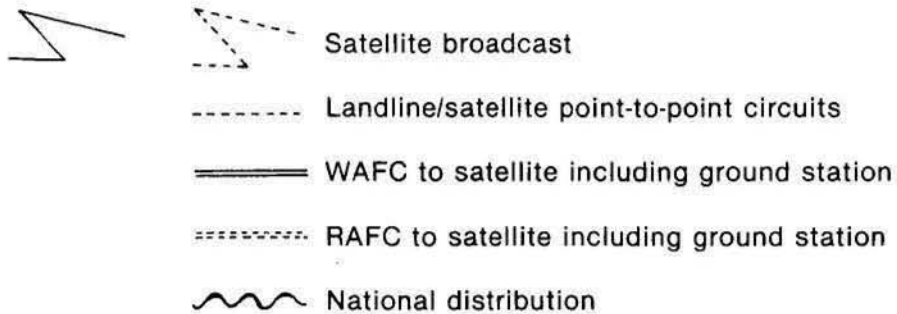 Satellite broadcast
Landline/satellite point-to-point circuits
WAFC to satellite including ground station
RAFC to satellite including ground station
National distribution